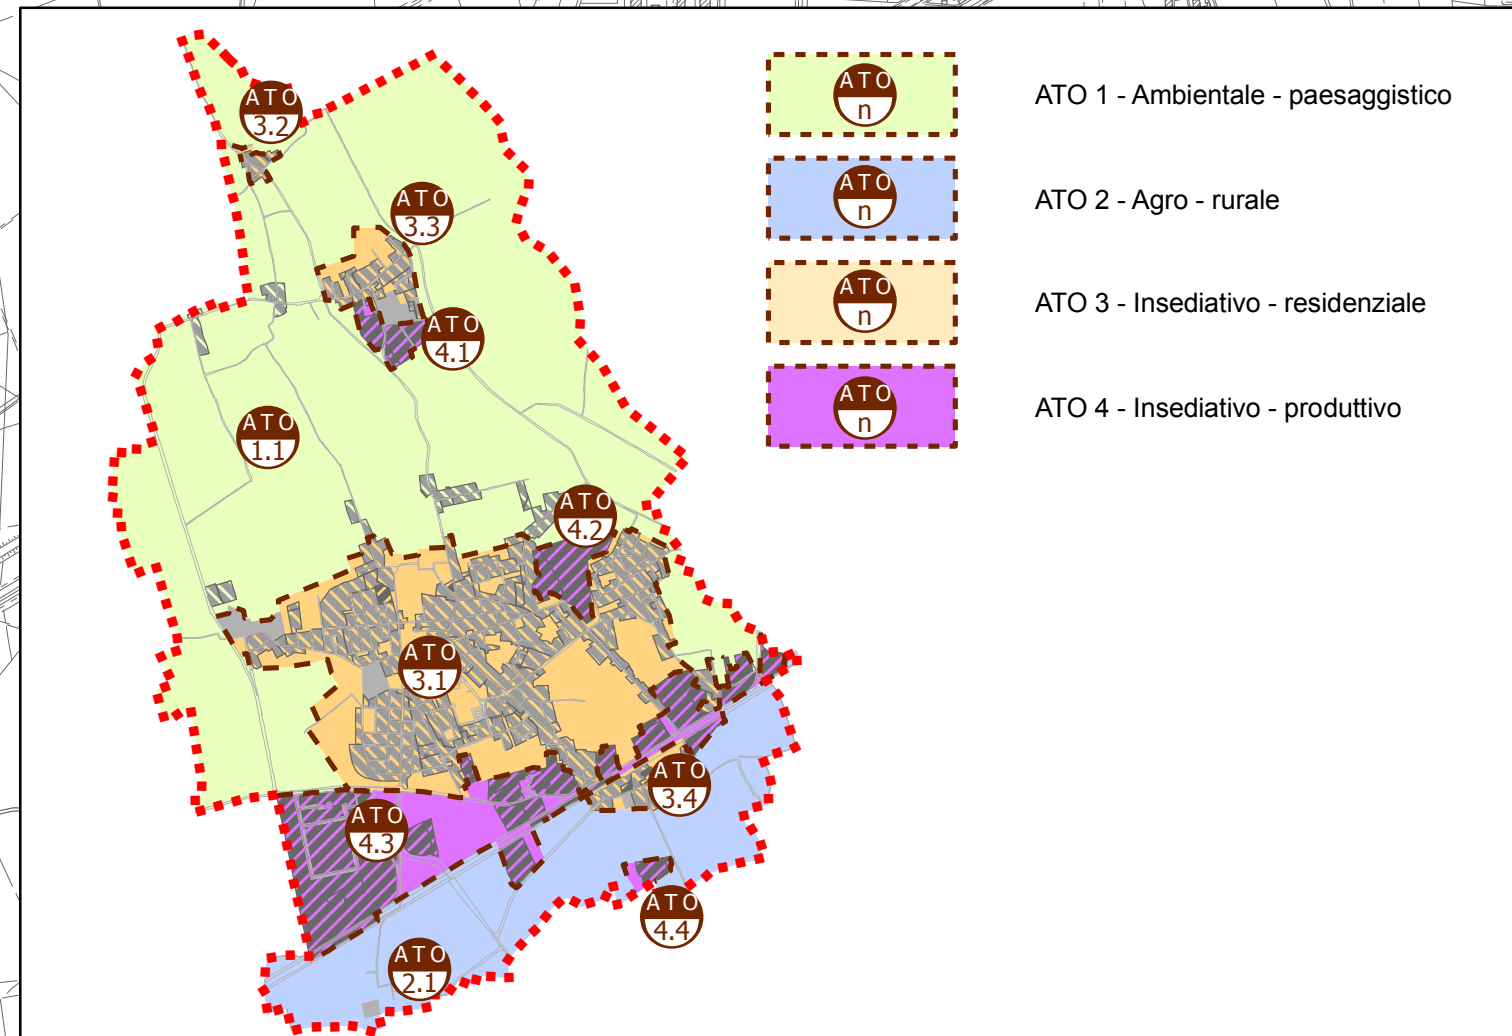 ATO
n
ATO 1 - Ambientale - paesaggistico
ATO
n
ATO 2 - Agro - rurale
ATO
n
ATO 3 - Insediativo - residenziale
ATO
n
ATO 4 - Insediativo - produttivo
ATO
3.2
ATO
3.3
ATO
4.1
ATO
1.1
ATO
4.2
ATO
3.1
ATO
3.4
ATO
4.3
ATO
4.4
ATO
2.1